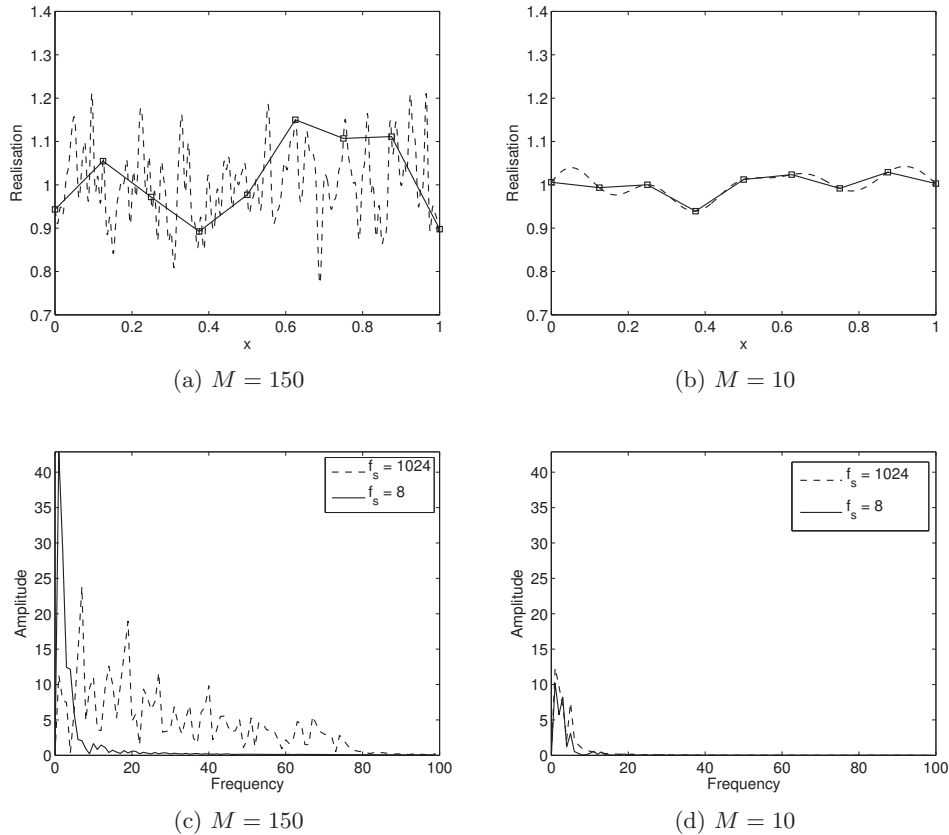 1.4
1.3
1.2
1.1
1
0.9
0.8
0.7
Realisation
0 0.2 0.4 0.6 0.8 1
x
(a) M = 150
1.4
1.3
1.2
1.1
1
0.9
0.8
0.7
Realisation
0 0.2 0.4 0.6 0.8 1
x
(b) M = 10
40
35
30
25
20
15
10
5
0
Amplitude
f_s = 1024
f_s = 8
0 20 40 60 80 100
Frequency
(c) M = 150
40
35
30
25
20
15
10
5
0
Amplitude
f_s = 1024
f_s = 8
0 20 40 60 80 100
Frequency
(d) M = 10